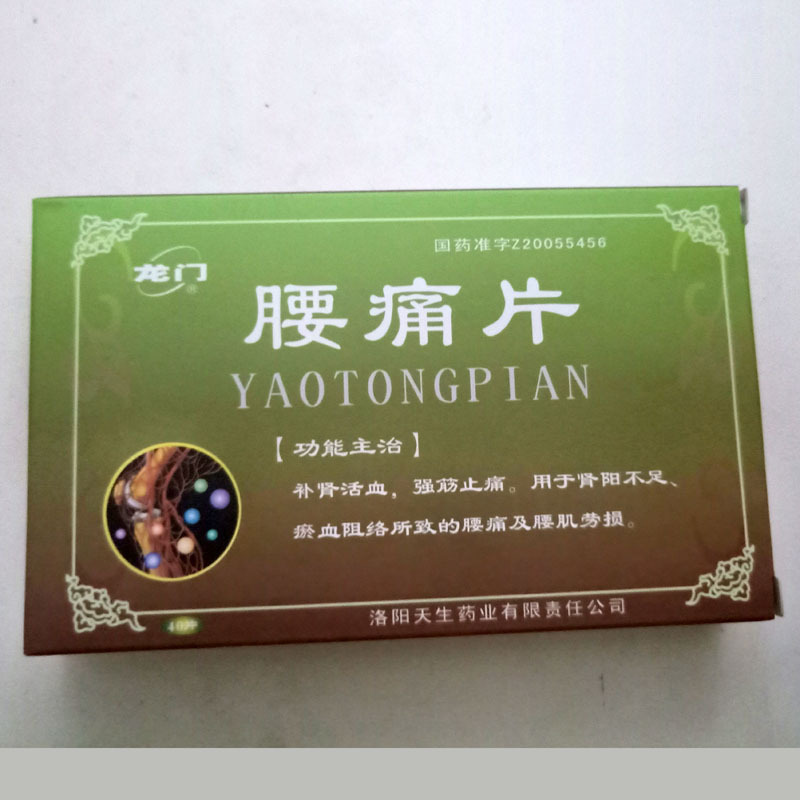 国药准字Z20055456
龙门®
腰痛片
YAOTONGPIAN
【功能主治】
补肾活血，强筋止痛。用于肾阳不足、
瘀血阻络所致的腰痛及腰肌劳损。
洛阳天生药业有限责任公司